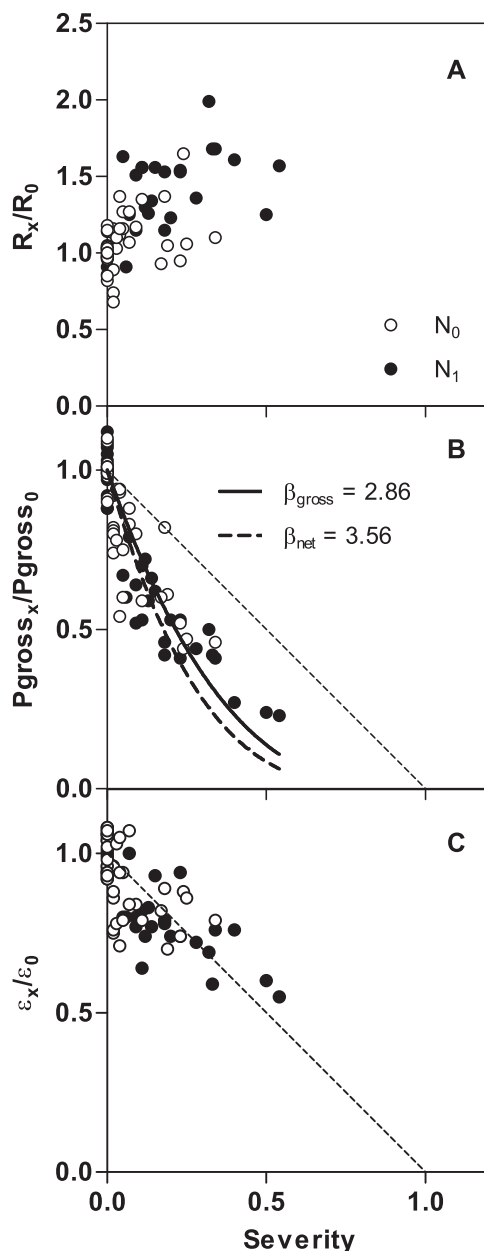 2.5
A
2.0
1.5
Rₓ/R₀
1.0
0.5
N₀
N₁
0.0
B
1.0
β_gross = 2.86
β_net = 3.56
Pgrossₓ/Pgross₀
0.5
0.0
C
1.0
εₓ/ε₀
0.5
0.0
0.0 0.5 1.0
Severity